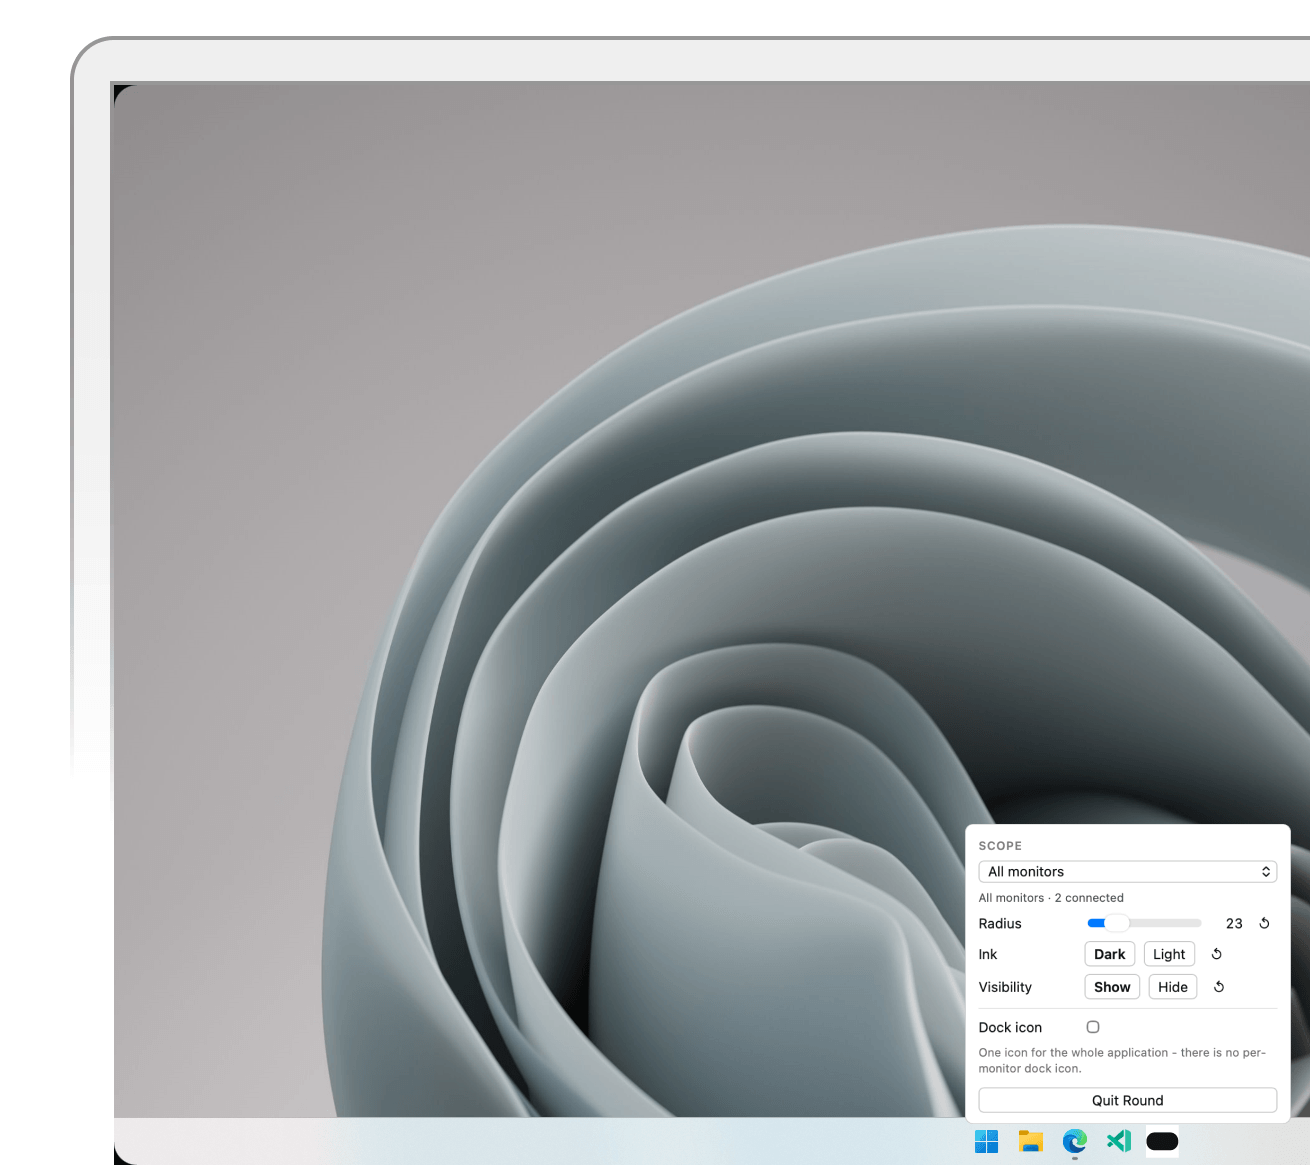 SCOPE
All monitors
All monitors · 2 connected
Radius 23
Ink Dark Light
Visibility Show Hide
Dock icon
One icon for the whole application - there is no per-
monitor dock icon.
Quit Round